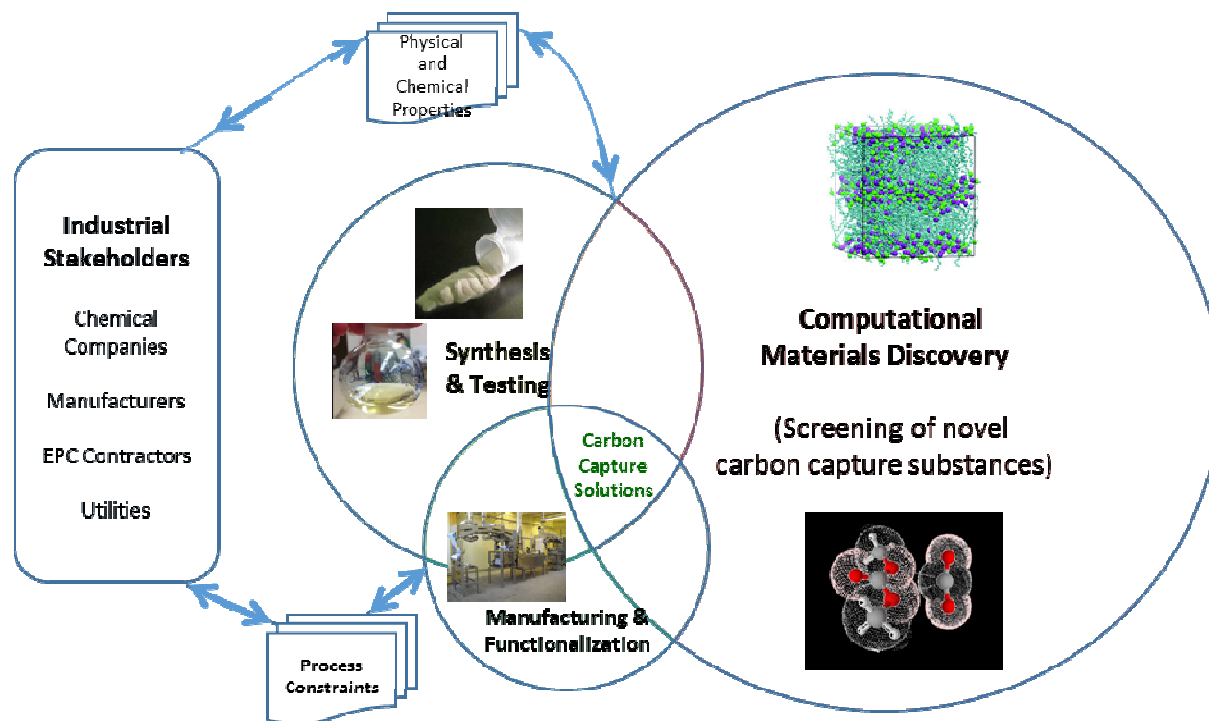 Physical
and
Chemical
Properties
Industrial
Stakeholders
Chemical
Companies
Manufacturers
EPC Contractors
Utilities
Synthesis
& Testing
Computational
Materials Discovery
(Screening of novel
carbon capture substances)
Carbon
Capture
Solutions
Manufacturing &
Functionalization
Process
Constraints